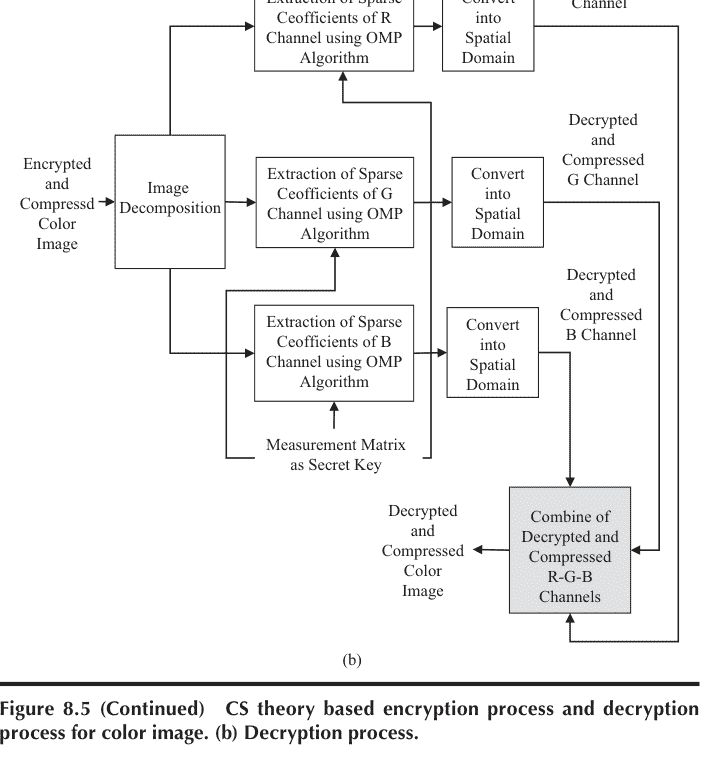 Extraction of Sparse
Ceofficients of R
Channel using OMP
Algorithm
Convert
into
Spatial
Domain
Channel
Encrypted
and
Compressd
Color
Image
Image
Decomposition
Extraction of Sparse
Ceofficients of G
Channel using OMP
Algorithm
Convert
into
Spatial
Domain
Decrypted
and
Compressed
G Channel
Extraction of Sparse
Ceofficients of B
Channel using OMP
Algorithm
Convert
into
Spatial
Domain
Decrypted
and
Compressed
B Channel
Measurement Matrix
as Secret Key
Decrypted
and
Compressed
Color
Image
Combine of
Decrypted and
Compressed
R-G-B
Channels
(b)
Figure 8.5 (Continued) CS theory based encryption process and decryption
process for color image. (b) Decryption process.